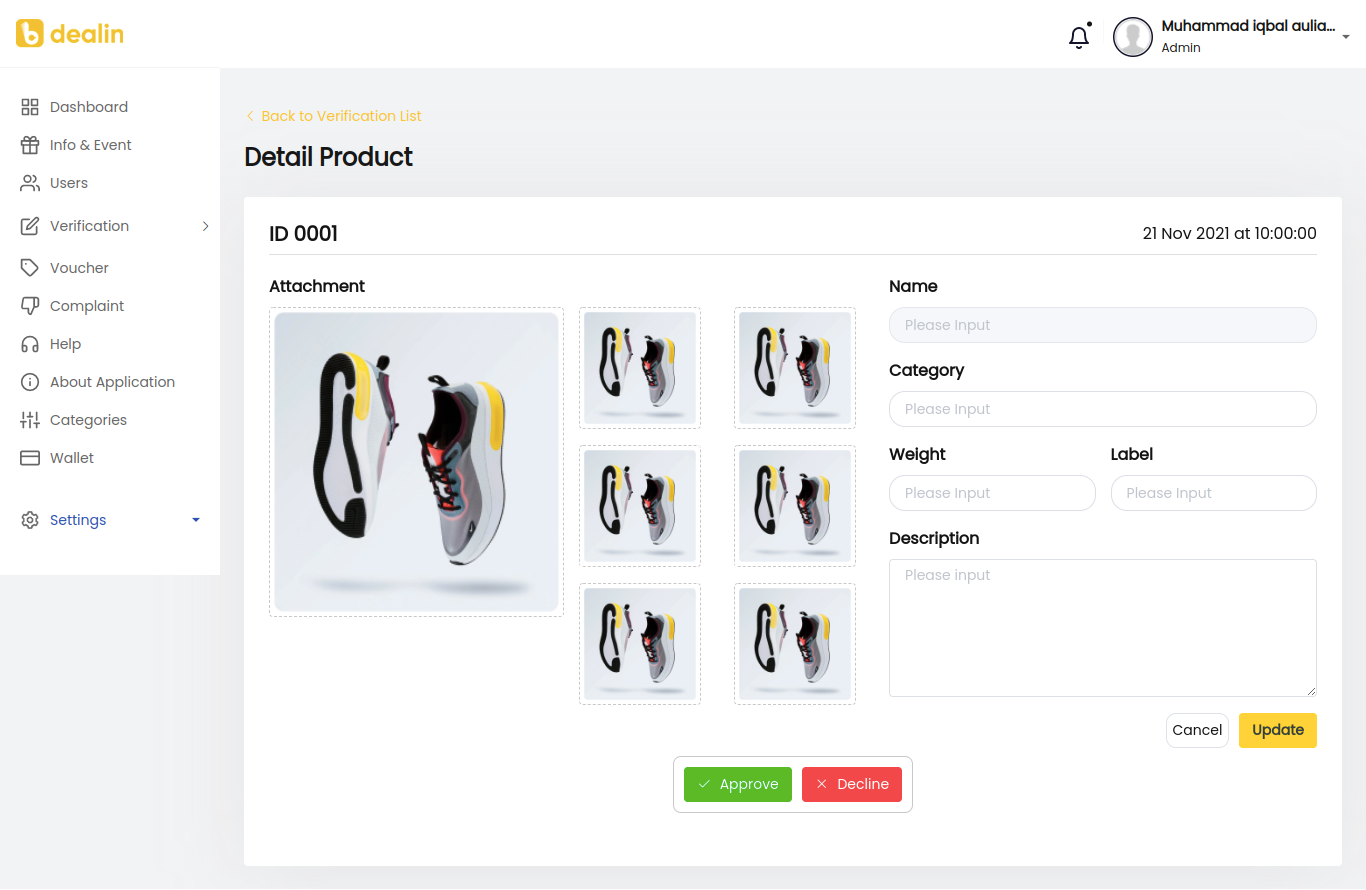 dealin
Muhammad iqbal aulia...
Admin
Dashboard
Info & Event
Users
Verification
Voucher
Complaint
Help
About Application
Categories
Wallet
Settings
Back to Verification List
Detail Product
ID 0001
21 Nov 2021 at 10:00:00
Attachment
Name
Please Input
Category
Please Input
Weight
Label
Please Input
Please Input
Description
Please input
Cancel
Update
Approve
Decline